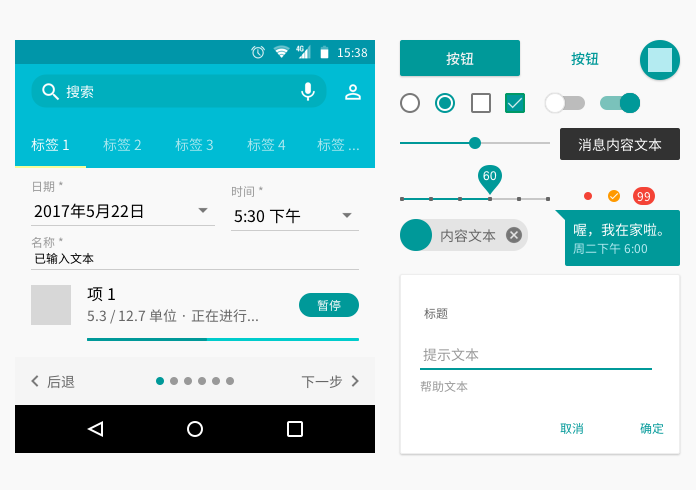 4G 15:38
搜索
标签 1 标签 2 标签 3 标签 4 标签 ...
日期 *
2017年5月22日
时间 *
5:30 下午
名称 *
已输入文本
项 1
5.3 / 12.7 单位 · 正在进行...
暂停
后退 下一步
按钮 按钮
消息内容文本
60
99
喔，我在家啦。
周二下午 6:00
内容文本
标题
提示文本
帮助文本
取消 确定